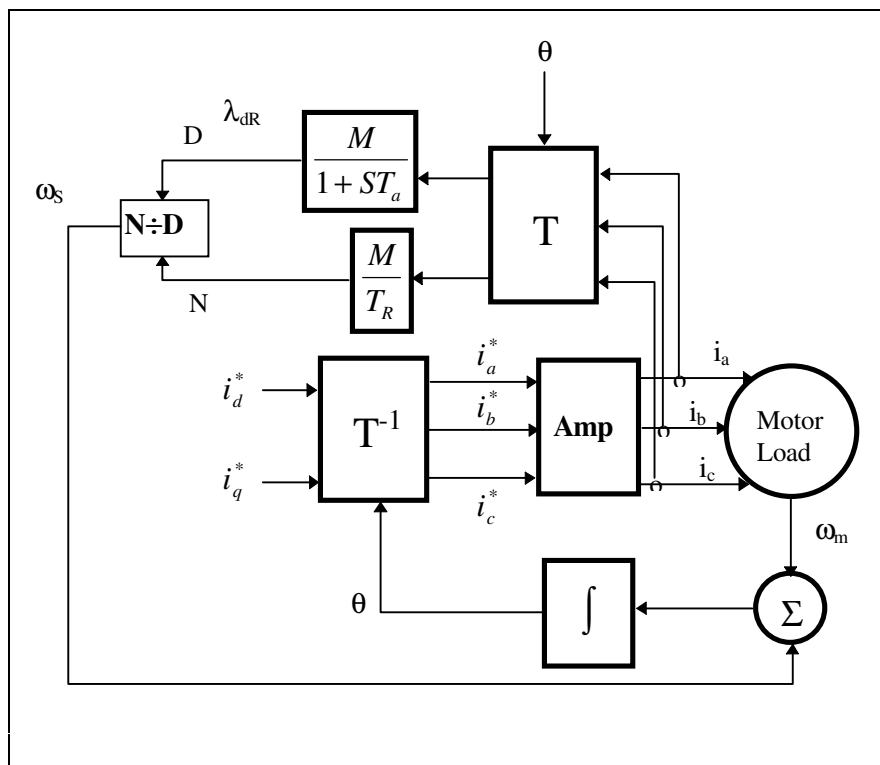 θ
λdR
D
M
1 + STa
T
ωS
N÷D
M
TR
N
i*d
i*q
T-1
i*a
i*b
i*c
Amp
ia
ib
ic
Motor
Load
ωm
θ
∫
Σ